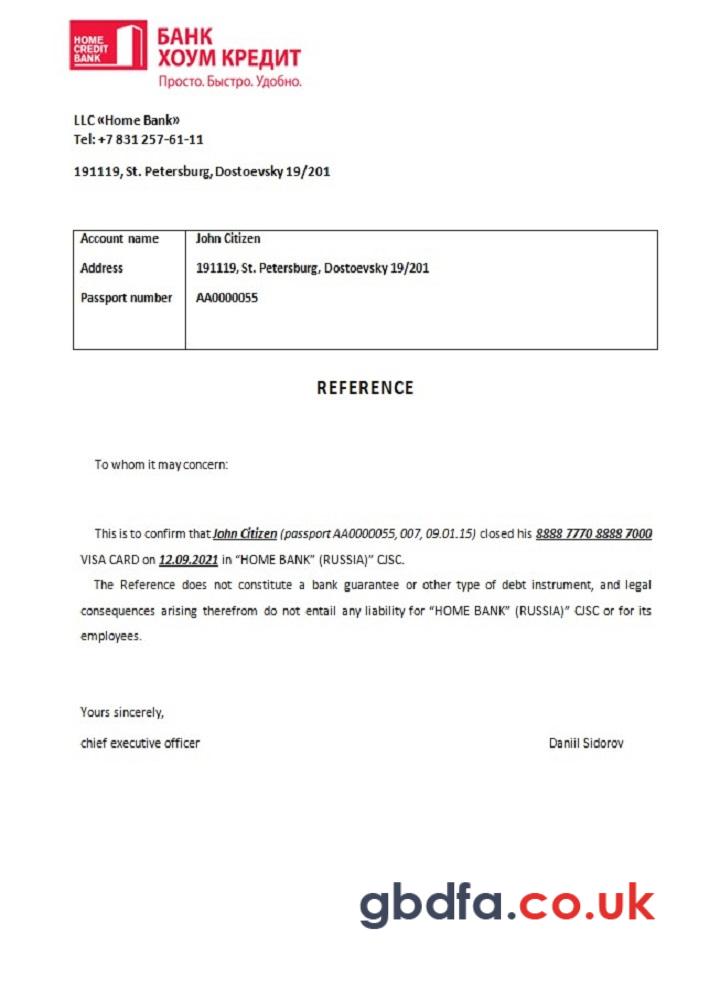 HOME
CREDIT
BANK
БАНК
ХОУМ КРЕДИТ
Просто. Быстро. Удобно.
LLC «Home Bank»
Tel: +7 831 257-61-11
191119, St. Petersburg, Dostoevsky 19/201
Account name John Citizen
Address 191119, St. Petersburg, Dostoevsky 19/201
Passport number AA0000055
REFERENCE
To whom it may concern:
This is to confirm that John Citizen (passport AA0000055, 007, 09.01.15) closed his 8888 7770 8888 7000
VISA CARD on 12.09.2021 in “HOME BANK” (RUSSIA)” CJSC.
The Reference does not constitute a bank guarantee or other type of debt instrument, and legal
consequences arising therefrom do not entail any liability for “HOME BANK” (RUSSIA)” CJSC or for its
employees.
Yours sincerely,
chief executive officer Daniil Sidorov
gbdfa.co.uk